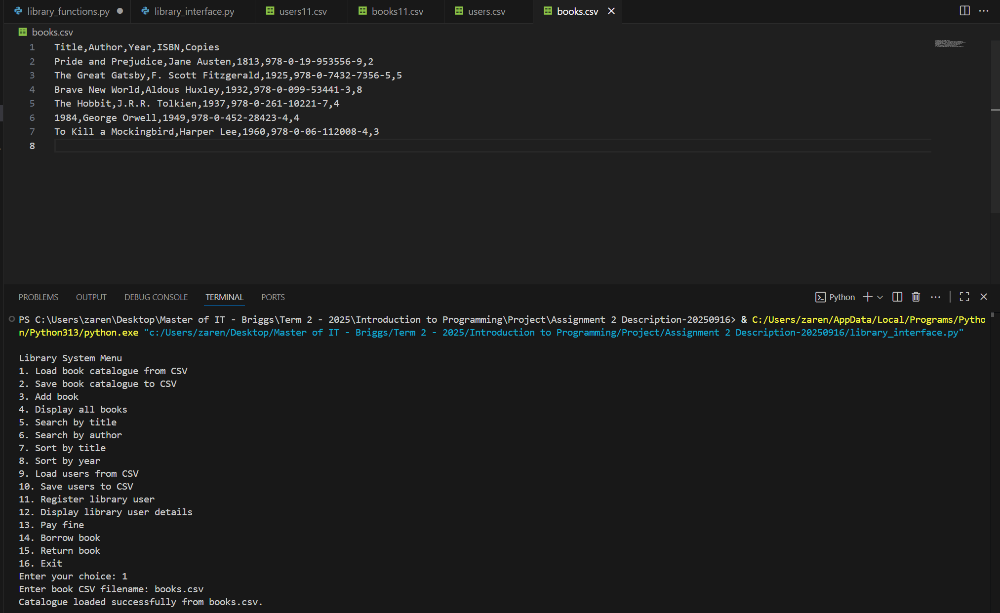 library_functions.py
library_interface.py
users11.csv
books11.csv
users.csv
books.csv
books.csv
1 Title,Author,Year,ISBN,Copies
2 Pride and Prejudice,Jane Austen,1813,978-0-19-953556-9,2
3 The Great Gatsby,F. Scott Fitzgerald,1925,978-0-7432-7356-5,5
4 Brave New World,Aldous Huxley,1932,978-0-099-53441-3,8
5 The Hobbit,J.R.R. Tolkien,1937,978-0-261-10221-7,4
6 1984,George Orwell,1949,978-0-452-28423-4,4
7 To Kill a Mockingbird,Harper Lee,1960,978-0-06-112008-4,3
8
PROBLEMS OUTPUT DEBUG CONSOLE TERMINAL PORTS
Python
PS C:\Users\zaren\Desktop\Master of IT - Briggs\Term 2 - 2025\Introduction to Programming\Project\Assignment 2 Description-20250916> & C:/Users/zaren/AppData/Local/Programs/Pytho
n/Python313/python.exe "c:/Users/zaren/Desktop/Master of IT - Briggs/Term 2 - 2025/Introduction to Programming/Project/Assignment 2 Description-20250916/library_interface.py"
Library System Menu
1. Load book catalogue from CSV
2. Save book catalogue to CSV
3. Add book
4. Display all books
5. Search by title
6. Search by author
7. Sort by title
8. Sort by year
9. Load users from CSV
10. Save users to CSV
11. Register library user
12. Display library user details
13. Pay fine
14. Borrow book
15. Return book
16. Exit
Enter your choice: 1
Enter book CSV filename: books.csv
Catalogue loaded successfully from books.csv.